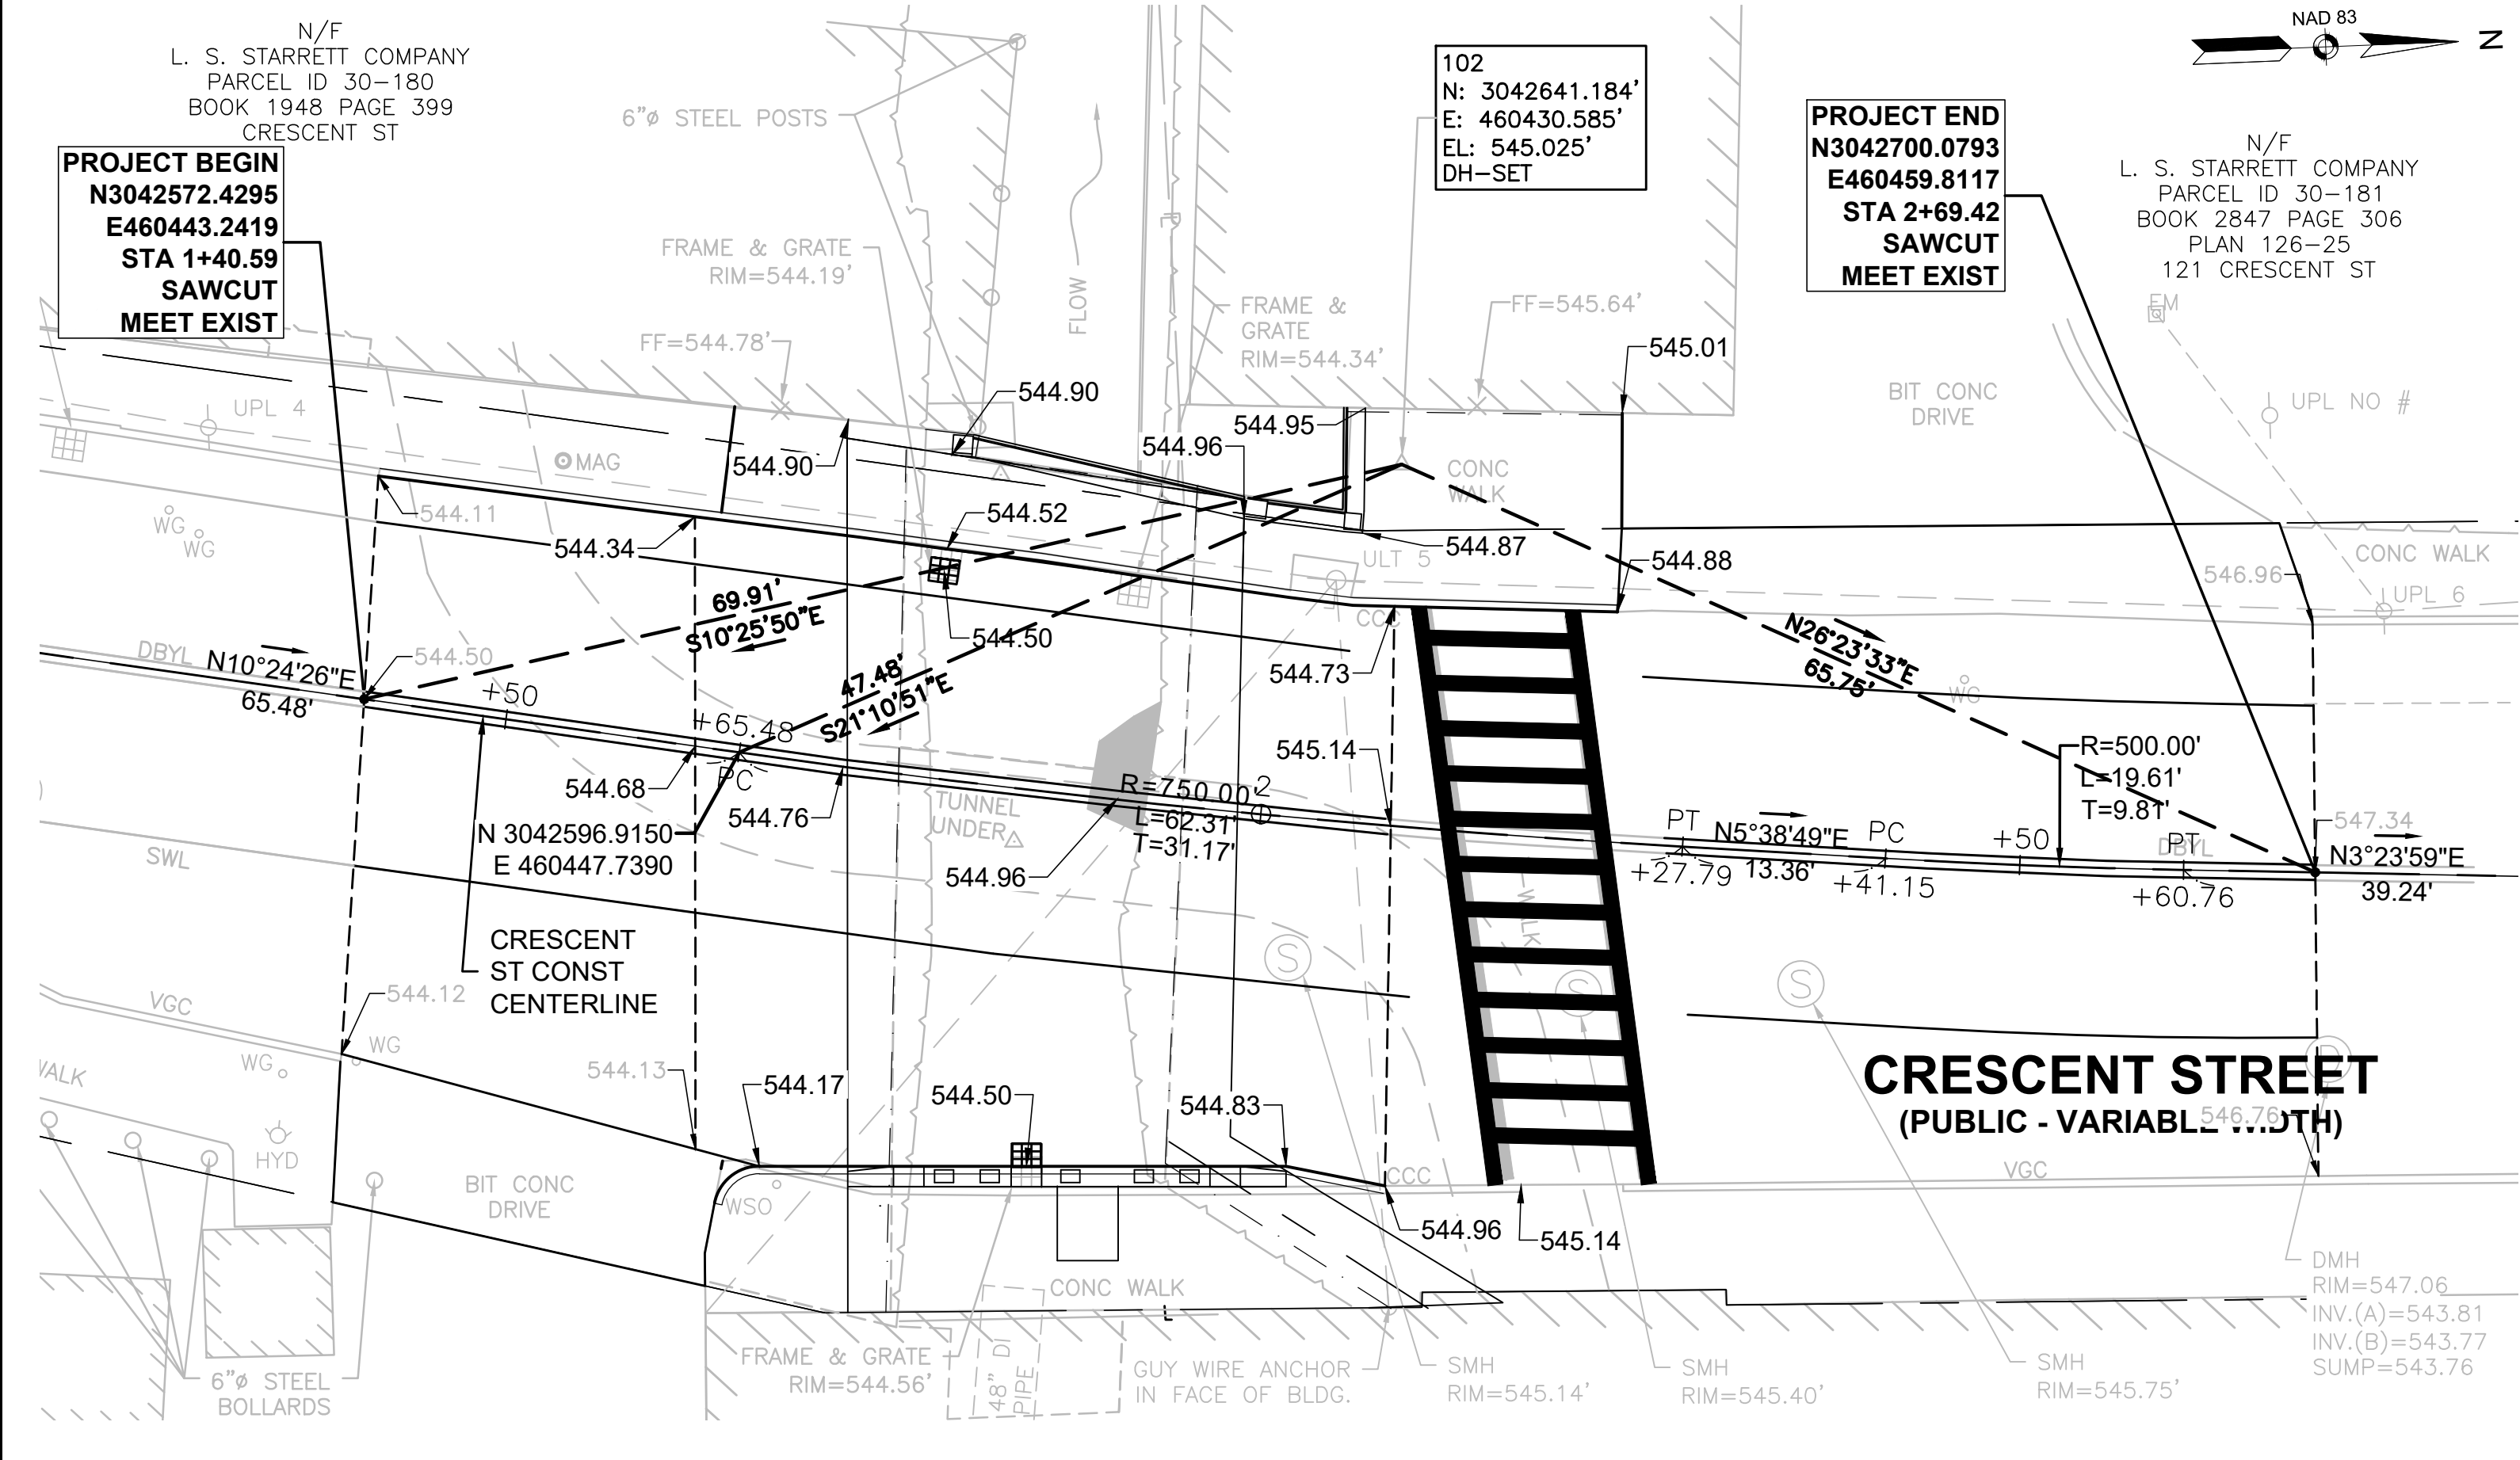 N/F
L. S. STARRETT COMPANY
PARCEL ID 30-180
BOOK 1948 PAGE 399
CRESCENT ST
PROJECT BEGIN
N3042572.4295
E460443.2419
STA 1+40.59
SAWCUT
MEET EXIST
6"ø STEEL POSTS
FRAME & GRATE
RIM=544.19'
FF=544.78'
FLOW
102
N: 3042641.184'
E: 460430.585'
EL: 545.025'
DH-SET
FRAME &
GRATE
RIM=544.34'
FF=545.64'
PROJECT END
N3042700.0793
E460459.8117
STA 2+69.42
SAWCUT
MEET EXIST
NAD 83
N
N/F
L. S. STARRETT COMPANY
PARCEL ID 30-181
BOOK 2847 PAGE 306
PLAN 126-25
121 CRESCENT ST
EM
BIT CONC
DRIVE
UPL NO #
UPL 4
MAG
544.90
544.90
544.96
544.95
545.01
CONC
WALK
544.11
WG
WG
544.34
544.52
544.87
ULT 5
544.88
CONC WALK
546.96
UPL 6
69.91'
S10°25'50"E
544.50
CCC
DBYL
N10°24'26"E
65.48'
544.50
+50
+65.48
PC
47.48'
S21°10'51"E
544.73
N26°23'33"E
65.75'
WG
544.68
544.76
N 3042596.9150
E 460447.7390
545.14
R=750.00'
L=62.31'
T=31.17'
2
TUNNEL
UNDER
544.96
R=500.00'
L=19.61'
T=9.81'
PT
+27.79
N5°38'49"E
13.36'
PC
+41.15
+50
PT
DBYL
+60.76
547.34
N3°23'59"E
39.24'
SWL
CRESCENT
ST CONST
CENTERLINE
WALK
S
S
S
VGC
544.12
WG
WG
WALK
HYD
544.13
544.17
544.50
544.83
CRESCENT STREET
(PUBLIC - VARIABLE WIDTH)
D
546.76
BIT CONC
DRIVE
WSO
CCC
544.96
545.14
VGC
CONC WALK
FRAME & GRATE
RIM=544.56'
48" DI
PIPE
GUY WIRE ANCHOR
IN FACE OF BLDG.
SMH
RIM=545.14'
SMH
RIM=545.40'
SMH
RIM=545.75'
DMH
RIM=547.06
INV.(A)=543.81
INV.(B)=543.77
SUMP=543.76
6"ø STEEL
BOLLARDS